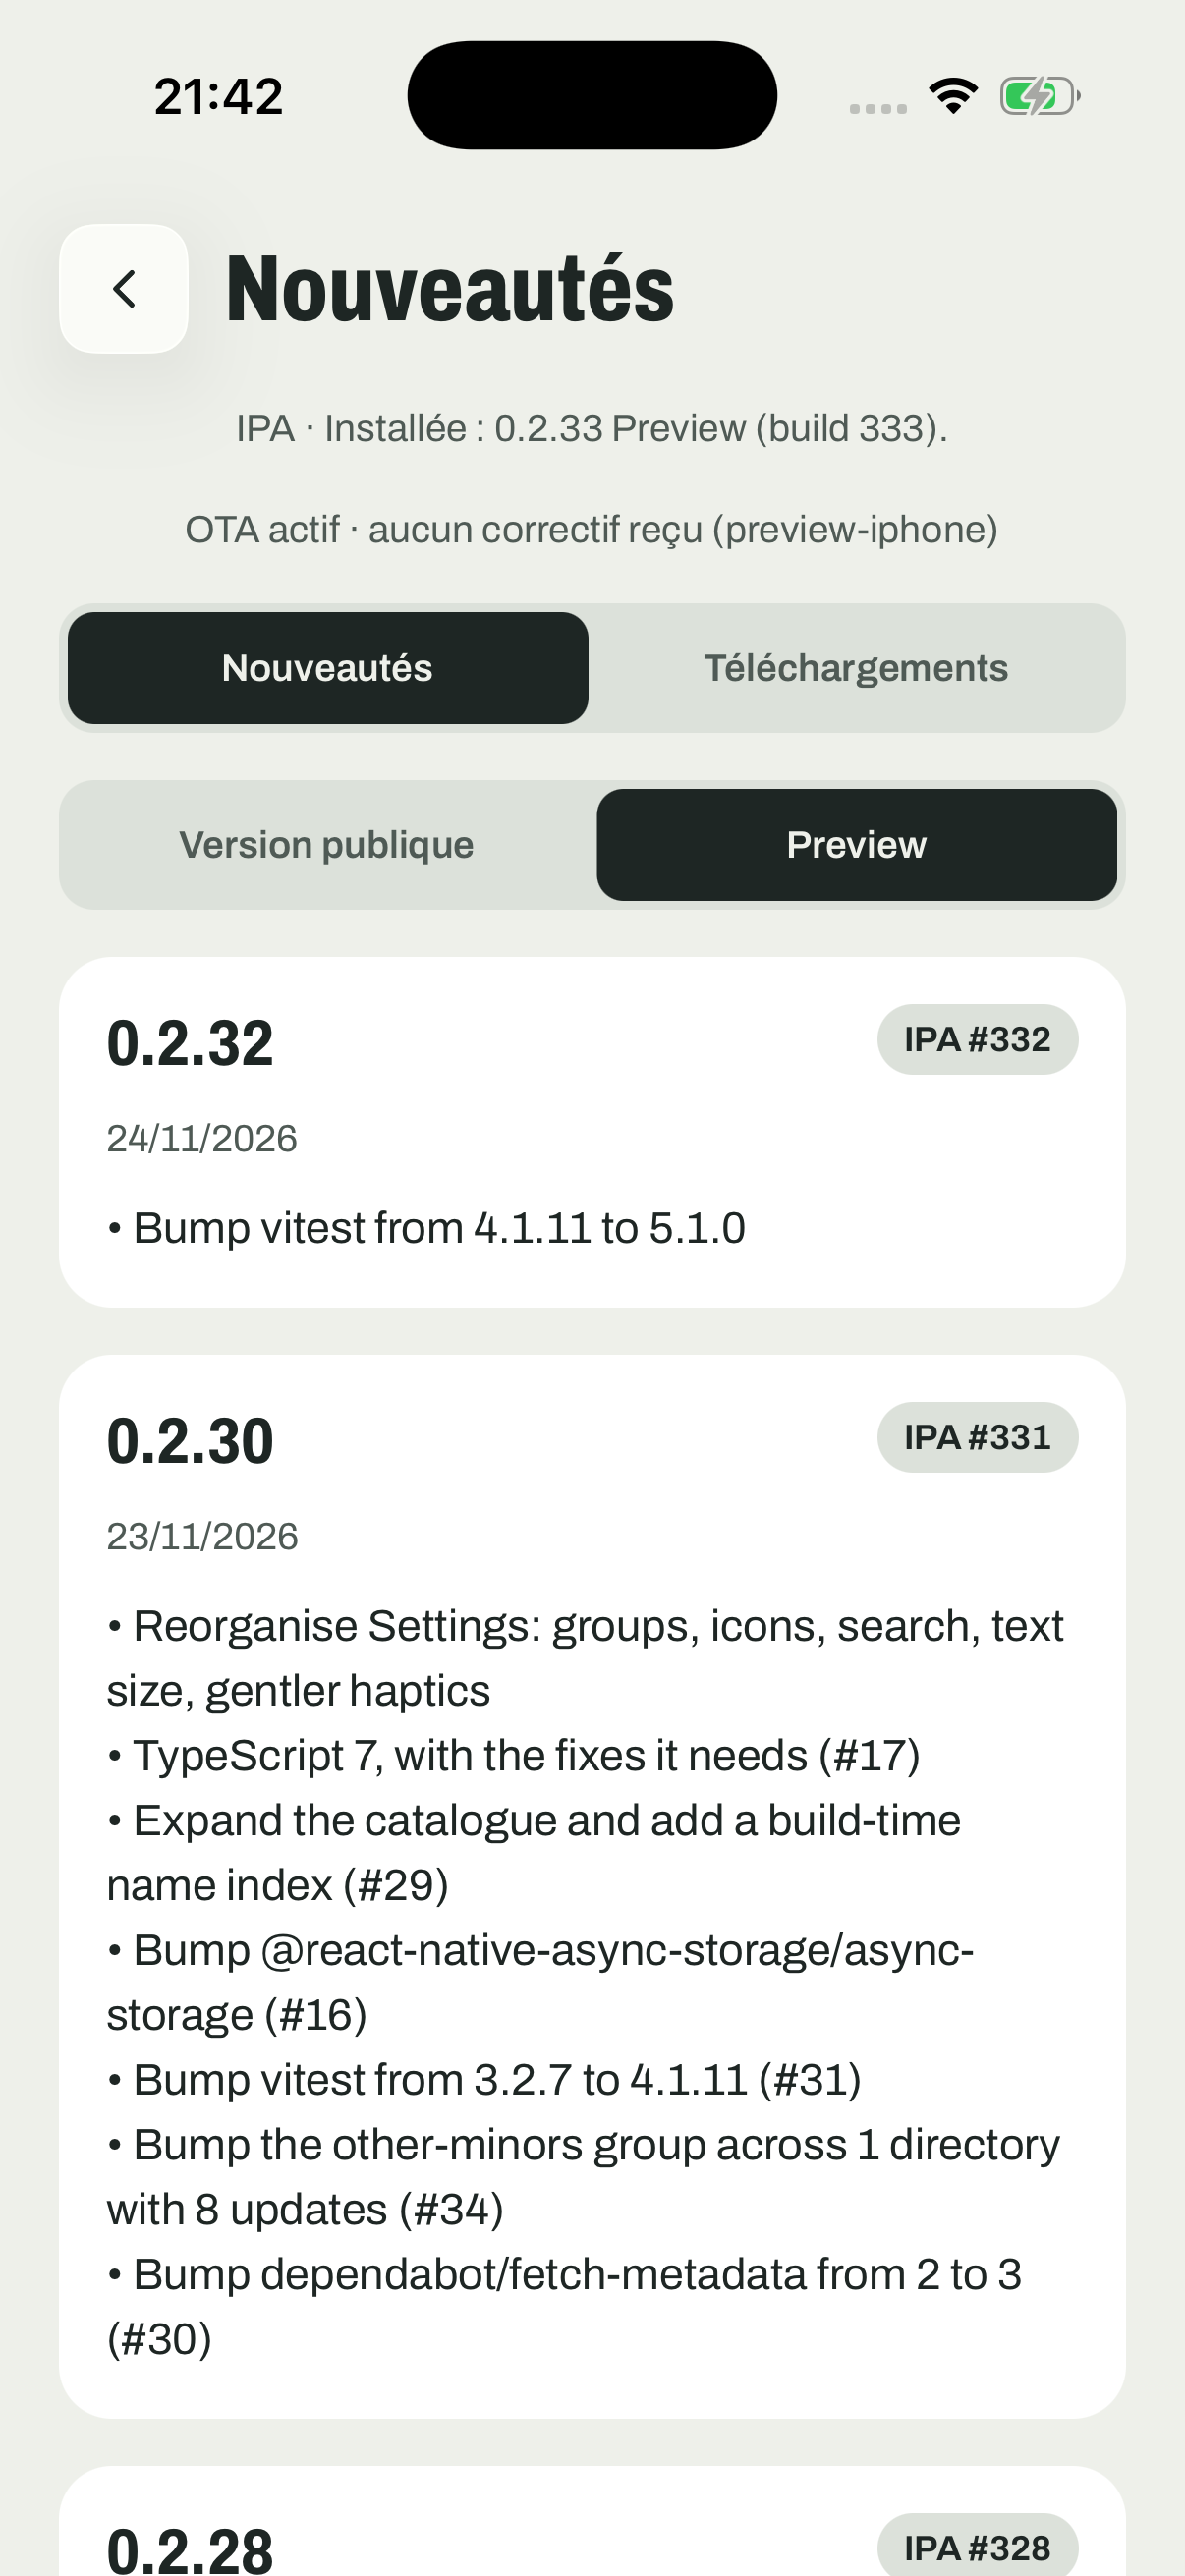 21:42
Nouveautés
IPA · Installée : 0.2.33 Preview (build 333).
OTA actif · aucun correctif reçu (preview-iphone)
Nouveautés
Téléchargements
Version publique
Preview
0.2.32
IPA #332
24/11/2026
• Bump vitest from 4.1.11 to 5.1.0
0.2.30
IPA #331
23/11/2026
• Reorganise Settings: groups, icons, search, text
size, gentler haptics
• TypeScript 7, with the fixes it needs (#17)
• Expand the catalogue and add a build-time
name index (#29)
• Bump @react-native-async-storage/async-
storage (#16)
• Bump vitest from 3.2.7 to 4.1.11 (#31)
• Bump the other-minors group across 1 directory
with 8 updates (#34)
• Bump dependabot/fetch-metadata from 2 to 3
(#30)
0.2.28
IPA #328